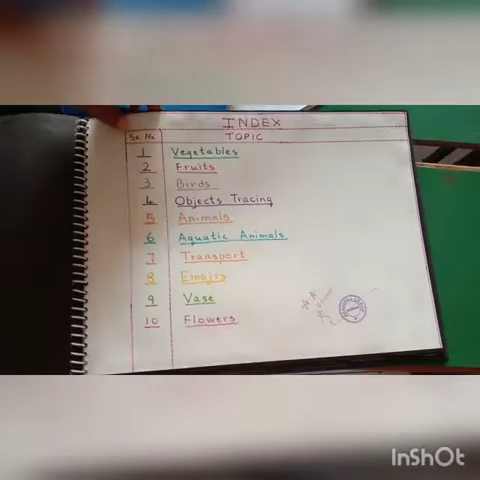 INDEX
Sr. No. TOPIC
1 Vegetables
2 Fruits
3 Birds
4 Objects Tracing
5 Animals
6 Aquatic Animals
7 Transport
8 Emojis
9 Vase
10 Flowers
InShOt